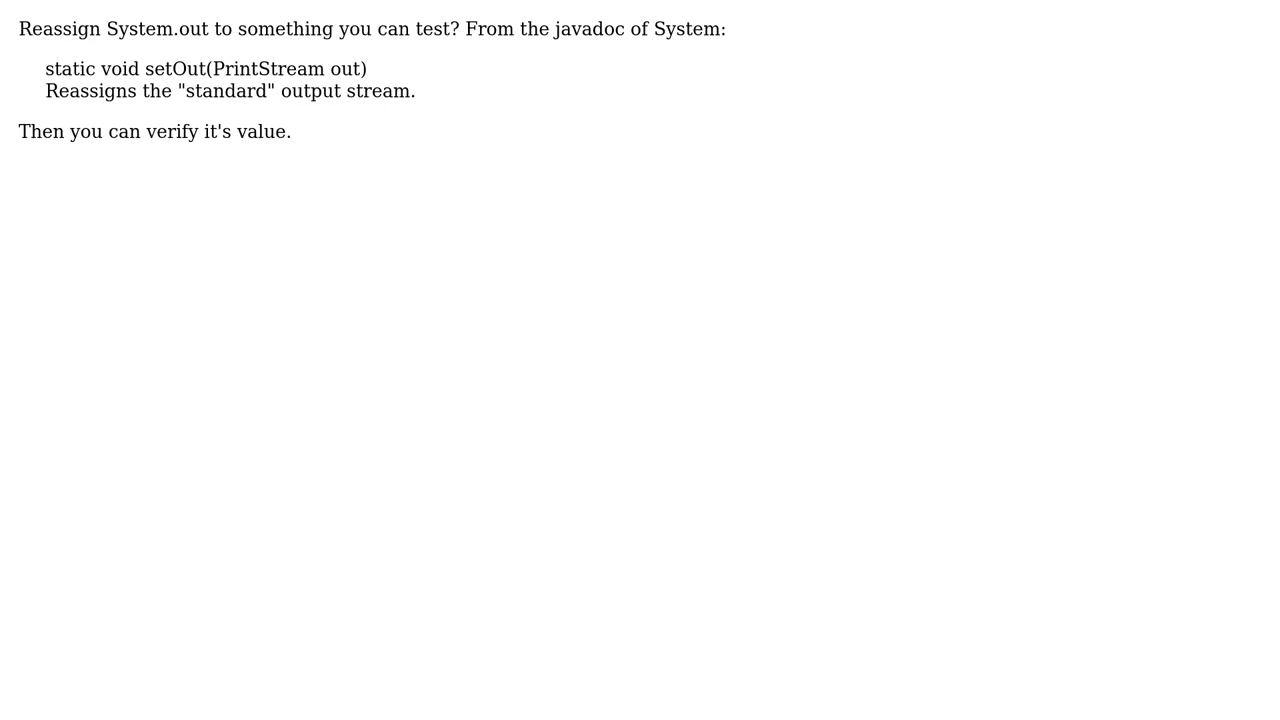 Reassign System.out to something you can test? From the javadoc of System:
static void setOut(PrintStream out)
Reassigns the "standard" output stream.
Then you can verify it's value.